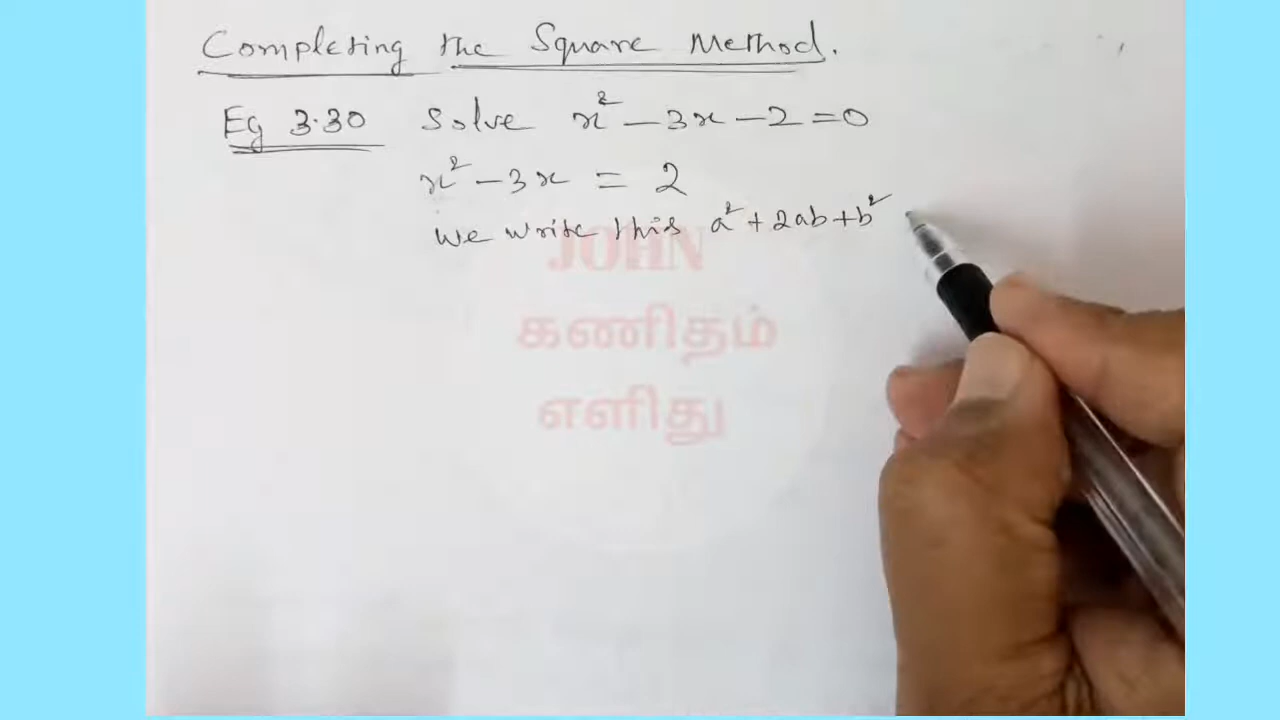 Completing the Square Method.
Eg 3.30 Solve x² - 3x - 2 = 0
x² - 3x = 2
we write this a² + 2ab + b²
JOHN
கணிதம்
எளிது